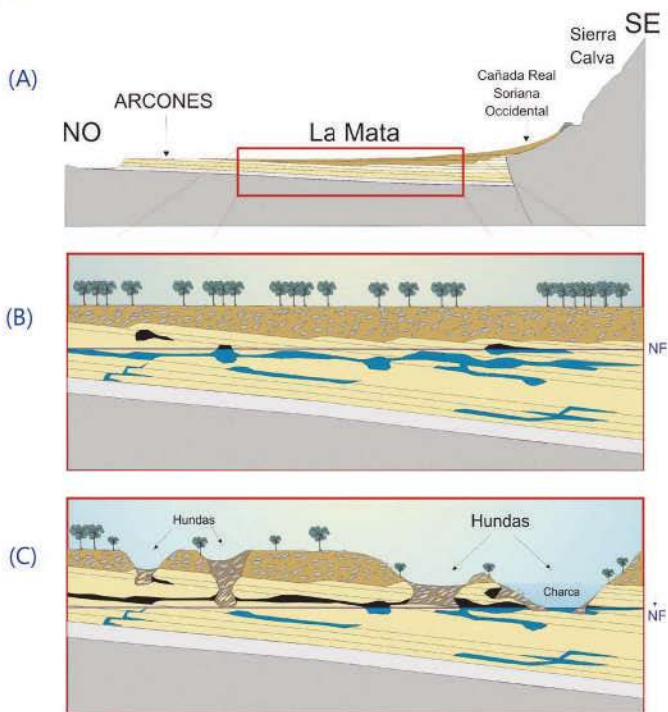 (A)
NO
ARCONES
La Mata
Cañada Real
Soriana
Occidental
Sierra
Calva
SE
(B)
NF
(C)
Hundas
Hundas
Charca
NF